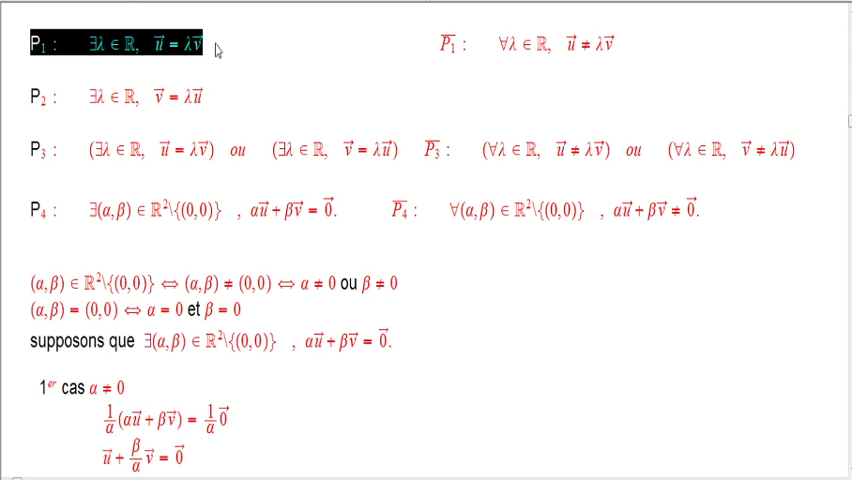 P₁ : ∃λ ∈ ℝ, u⃗ = λv⃗ P̅₁ : ∀λ ∈ ℝ, u⃗ ≠ λv⃗
P₂ : ∃λ ∈ ℝ, v⃗ = λu⃗
P₃ : (∃λ ∈ ℝ, u⃗ = λv⃗) ou (∃λ ∈ ℝ, v⃗ = λu⃗) P̅₃ : (∀λ ∈ ℝ, u⃗ ≠ λv⃗) ou (∀λ ∈ ℝ, v⃗ ≠ λu⃗)
P₄ : ∃(α,β) ∈ ℝ²\{(0,0)} , αu⃗ + βv⃗ = 0⃗. P̅₄ : ∀(α,β) ∈ ℝ²\{(0,0)} , αu⃗ + βv⃗ ≠ 0⃗.
(α,β) ∈ ℝ²\{(0,0)} ⇔ (α,β) ≠ (0,0) ⇔ α ≠ 0 ou β ≠ 0
(α,β) = (0,0) ⇔ α = 0 et β = 0
supposons que ∃(α,β) ∈ ℝ²\{(0,0)} , αu⃗ + βv⃗ = 0⃗.
1er cas α ≠ 0
1/α (αu⃗ + βv⃗) = 1/α 0⃗
u⃗ + β/α v⃗ = 0⃗